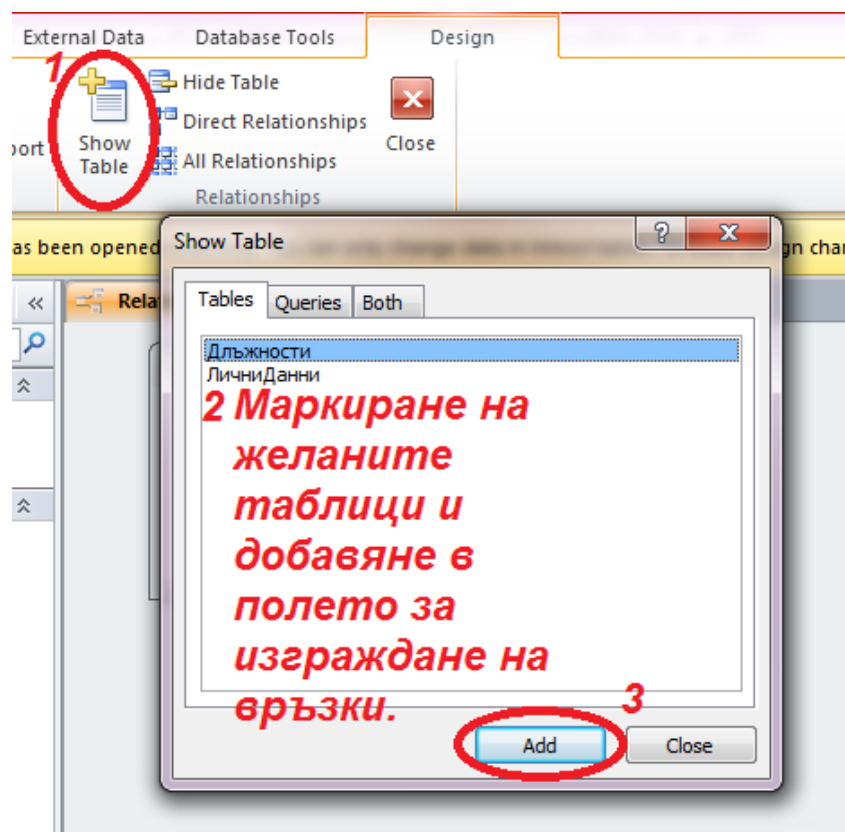 External Data Database Tools Design
1
Hide Table
Direct Relationships
Show Table
All Relationships
Close
Relationships
as been opened
Show Table
?
X
Tables Queries Both
Длъжности
ЛичниДанни
2 Маркиране на
желаните
таблици и
добавяне в
полето за
изграждане на
връзки.
3
Add Close